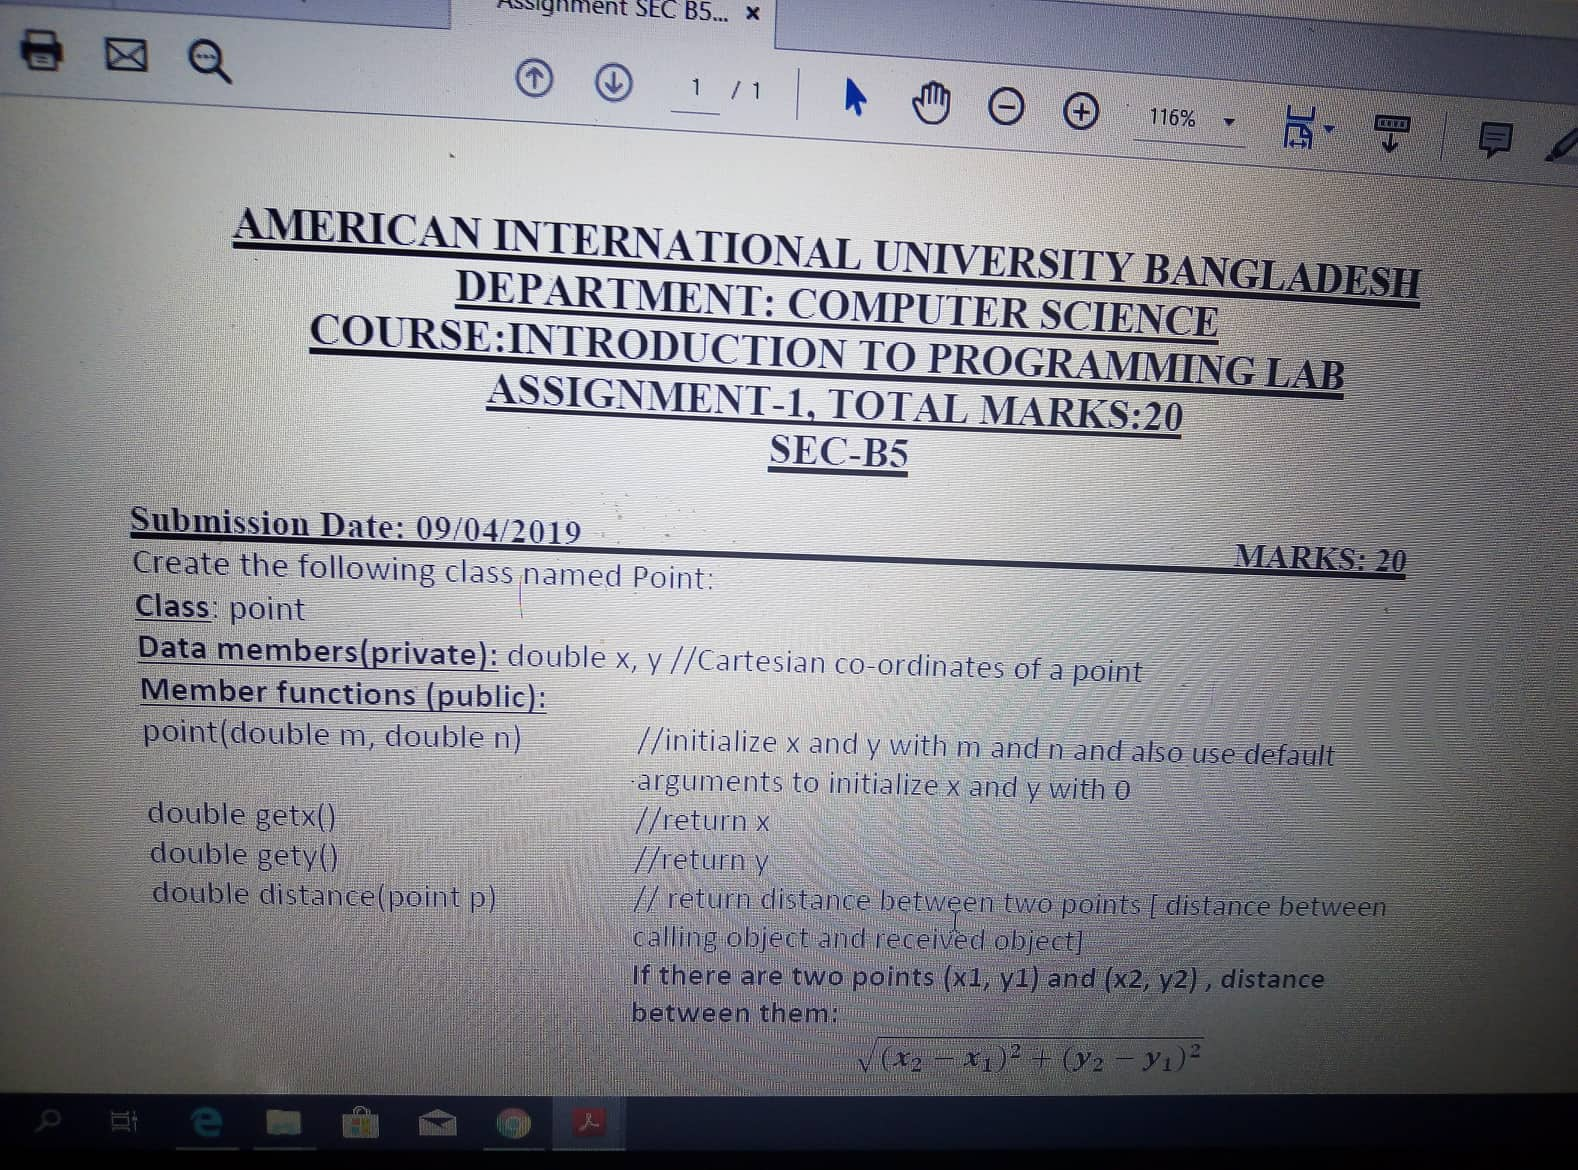 Assignment SEC B5... x
1 / 1
116%
AMERICAN INTERNATIONAL UNIVERSITY BANGLADESH
DEPARTMENT: COMPUTER SCIENCE
COURSE:INTRODUCTION TO PROGRAMMING LAB
ASSIGNMENT-1, TOTAL MARKS:20
SEC-B5
Submission Date: 09/04/2019 MARKS: 20
Create the following class named Point:
Class: point
Data members(private): double x, y //Cartesian co-ordinates of a point
Member functions (public):
point(double m, double n) //initialize x and y with m and n and also use default
arguments to initialize x and y with 0
double getx() //return x
double gety() //return y
double distance(point p) // return distance between two points [ distance between
calling object and received object]
If there are two points (x1, y1) and (x2, y2) , distance
between them:
√(x₂ − x₁)² + (y₂ − y₁)²